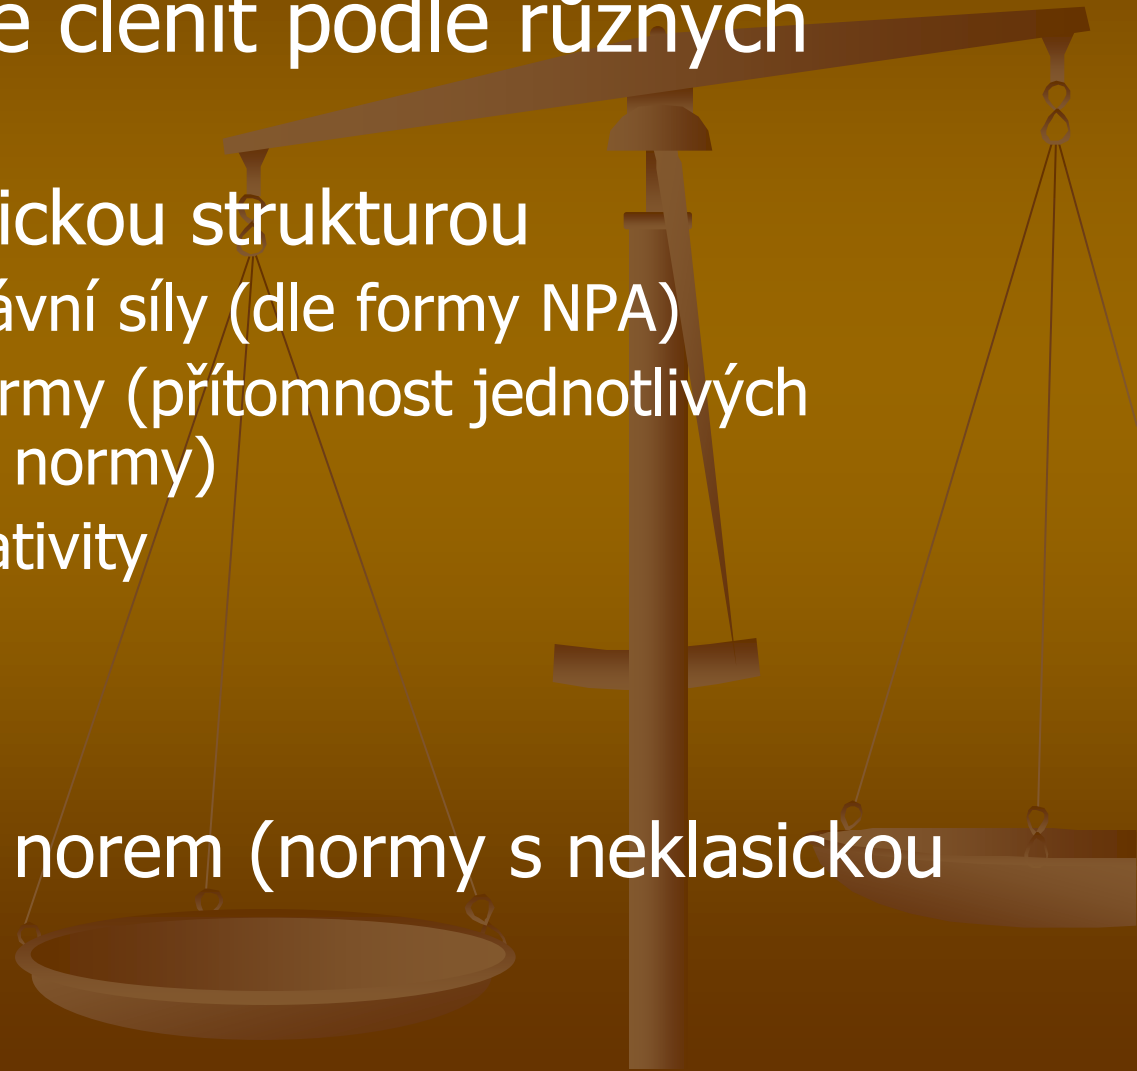 e členit podle různých
ickou strukturou
ávní síly (dle formy NPA)
rmy (přítomnost jednotlivých
normy)
ativity
norem (normy s neklasickou